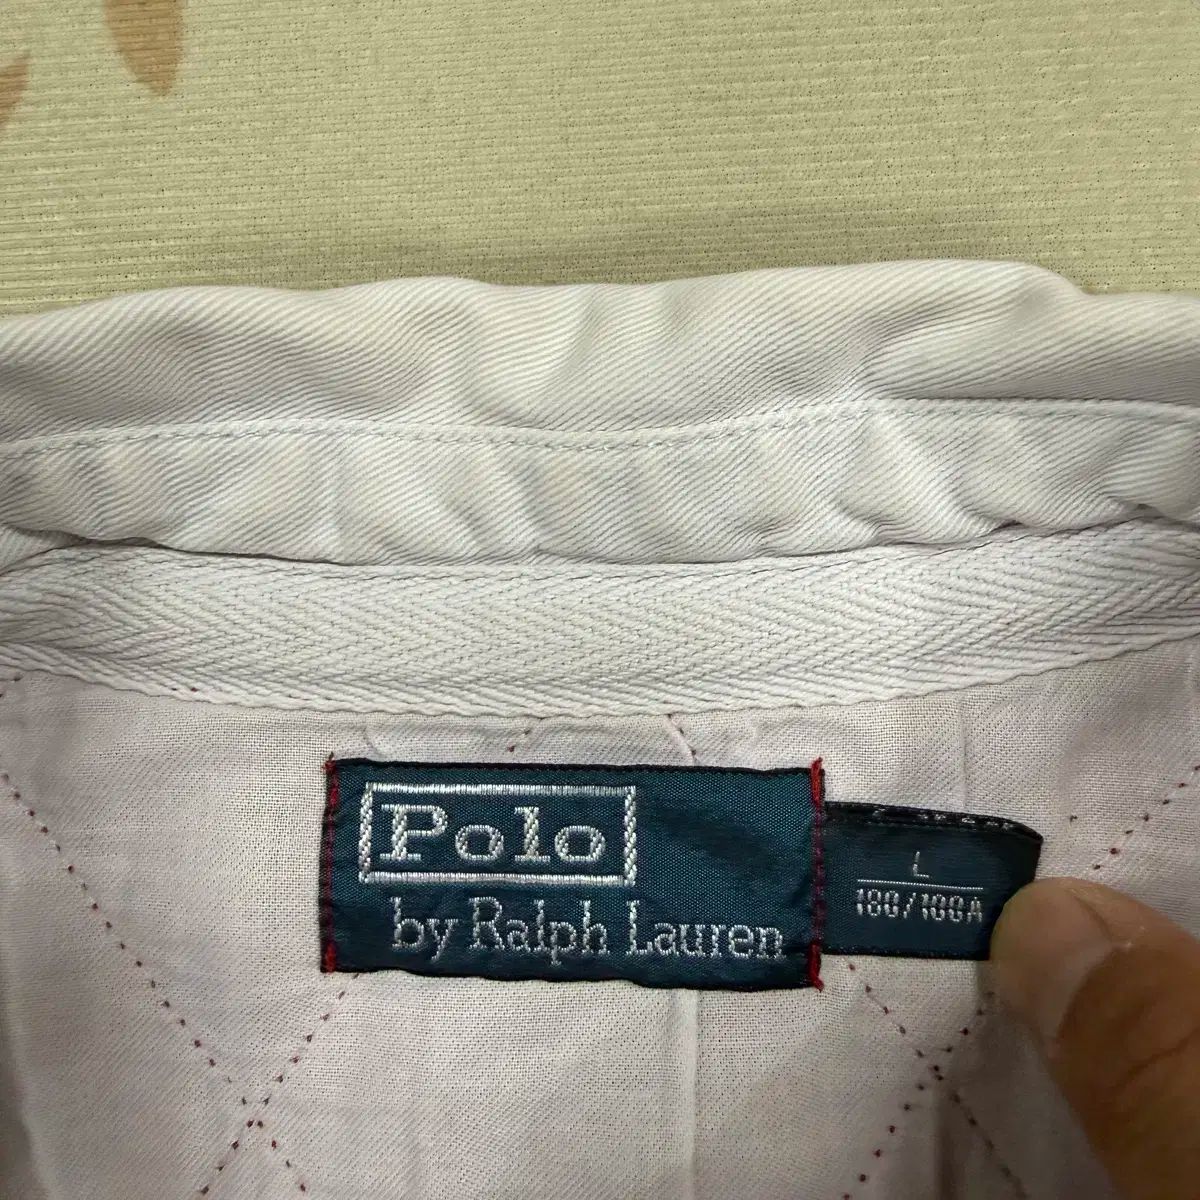 Polo
by Ralph Lauren
L
180/100A